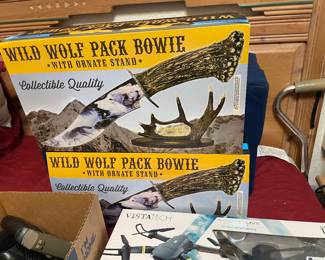 WILD WOLF PACK BOWIE
• WITH ORNATE STAND •
Collectible Quality
WILD WOLF PACK BOWIE
• WITH ORNATE STAND •
Collectible Quality
VISTATECH